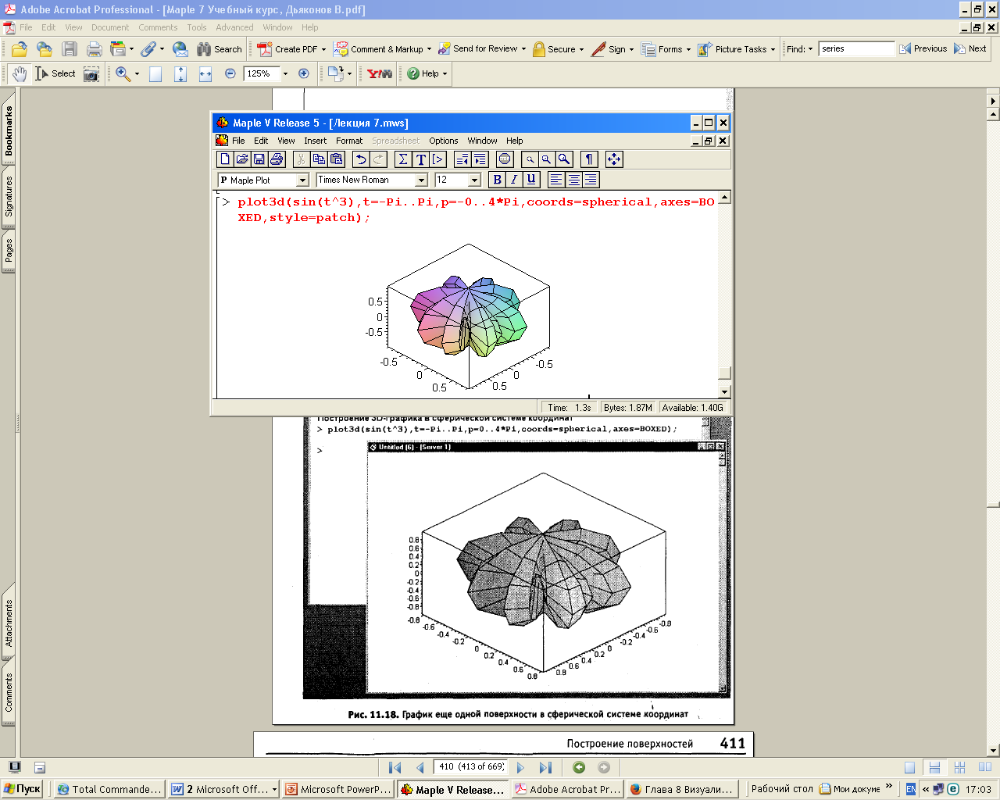 Adobe Acrobat Professional - [Maple 7 Учебный курс, Дьяконов В.pdf]
File Edit View Document Comments Tools Advanced Window Help
Search Create PDF Comment & Markup Send for Review Secure Sign Forms Picture Tasks Find: series Previous Next
Select 125% Y! Help
Bookmarks
Signatures
Pages
Attachments
Comments
Maple V Release 5 - [Лекция 7.mws]
File Edit View Insert Format Spreadsheet Options Window Help
P Maple Plot Times New Roman 12 B I U
> plot3d(sin(t^3),t=-Pi..Pi,p=-0..4*Pi,coords=spherical,axes=BO
XED,style=patch);
0.5
0
-0.5
-0.5 0 0.5 0.5 0 -0.5
Time: 1.3s Bytes: 1.87M Available: 1.40G
Построение 3D-графика в сферической системе координат
> plot3d(sin(t^3),t=-Pi..Pi,p=0..4*Pi,coords=spherical,axes=BOXED);
>
Untitled (6) - [Server 1]
0.8
0.6
0.4
0.2
0
-0.2
-0.4
-0.6
-0.8
-0.8 -0.6 -0.4 -0.2 0 0.2 0.4 0.6 0.8 0.8 0.6 0.4 0.2 0 -0.2 -0.4 -0.6 -0.8
Рис. 11.18. График еще одной поверхности в сферической системе координат
Построение поверхностей 411
410 (413 of 669)
Пуск Total Commande... 2 Microsoft Off... Microsoft PowerP... Maple V Release... Adobe Acrobat Pr... Глава 8 Визуали... Рабочий стол Мои докуме » EN « 17:03